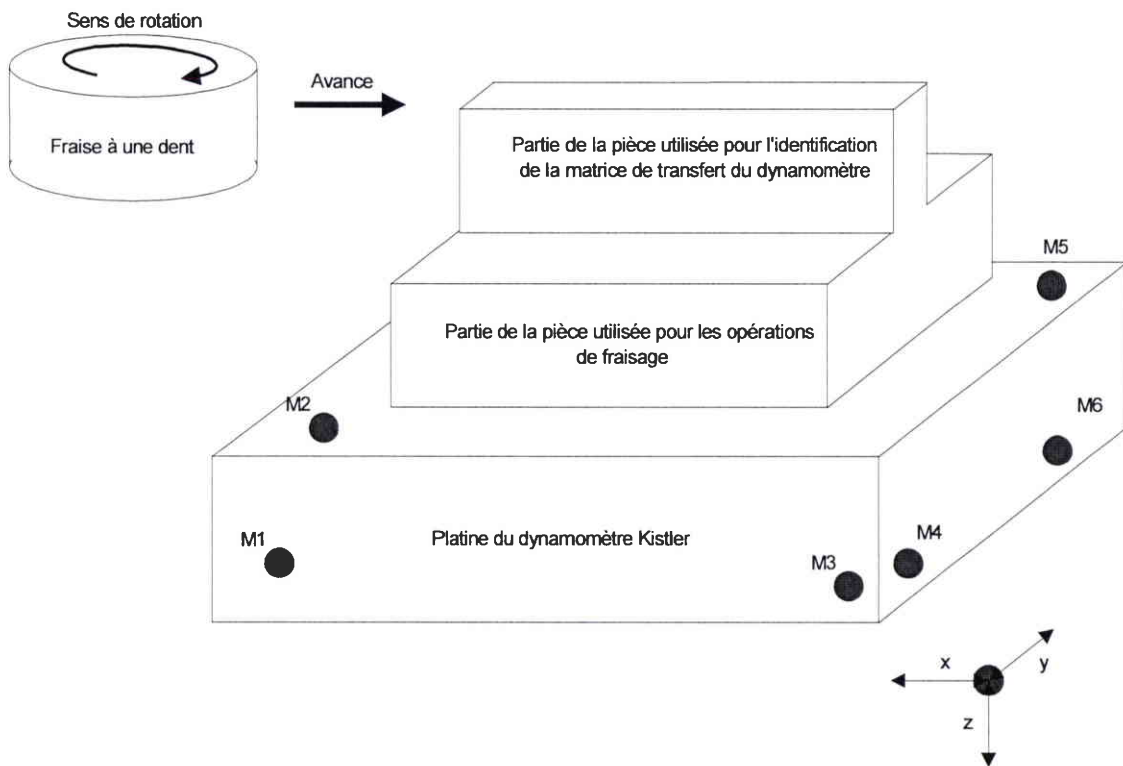 Sens de rotation
Avance
Fraise à une dent
Partie de la pièce utilisée pour l'identification
de la matrice de transfert du dynamomètre
M5
Partie de la pièce utilisée pour les opérations
de fraisage
M2
M6
M1
Platine du dynamomètre Kistler
M3
M4
x
y
z